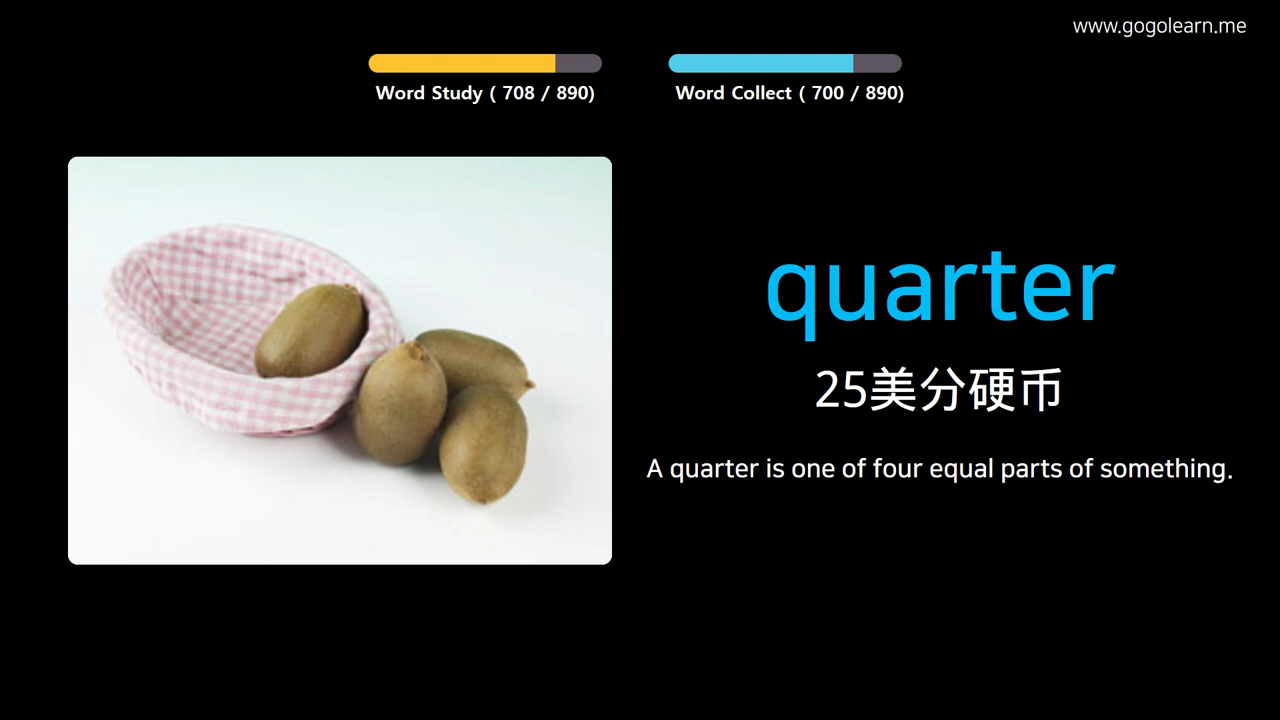 www.gogolearn.me
Word Study ( 708 / 890)
Word Collect ( 700 / 890)
quarter
25美分硬币
A quarter is one of four equal parts of something.